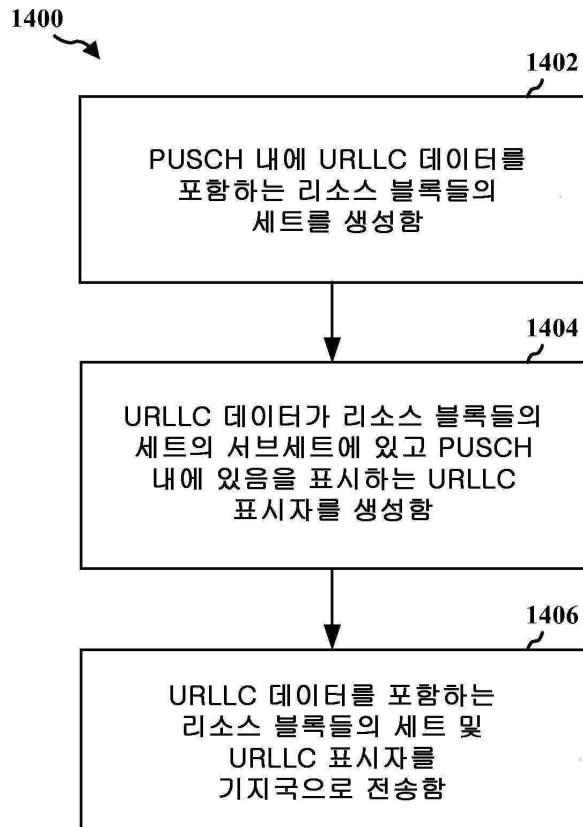 1400
1402
PUSCH 내에 URLLC 데이터를
포함하는 리소스 블록들의
세트를 생성함
1404
URLLC 데이터가 리소스 블록들의
세트의 서브세트에 있고 PUSCH
내에 있음을 표시하는 URLLC
표시자를 생성함
1406
URLLC 데이터를 포함하는
리소스 블록들의 세트 및
URLLC 표시자를
기지국으로 전송함